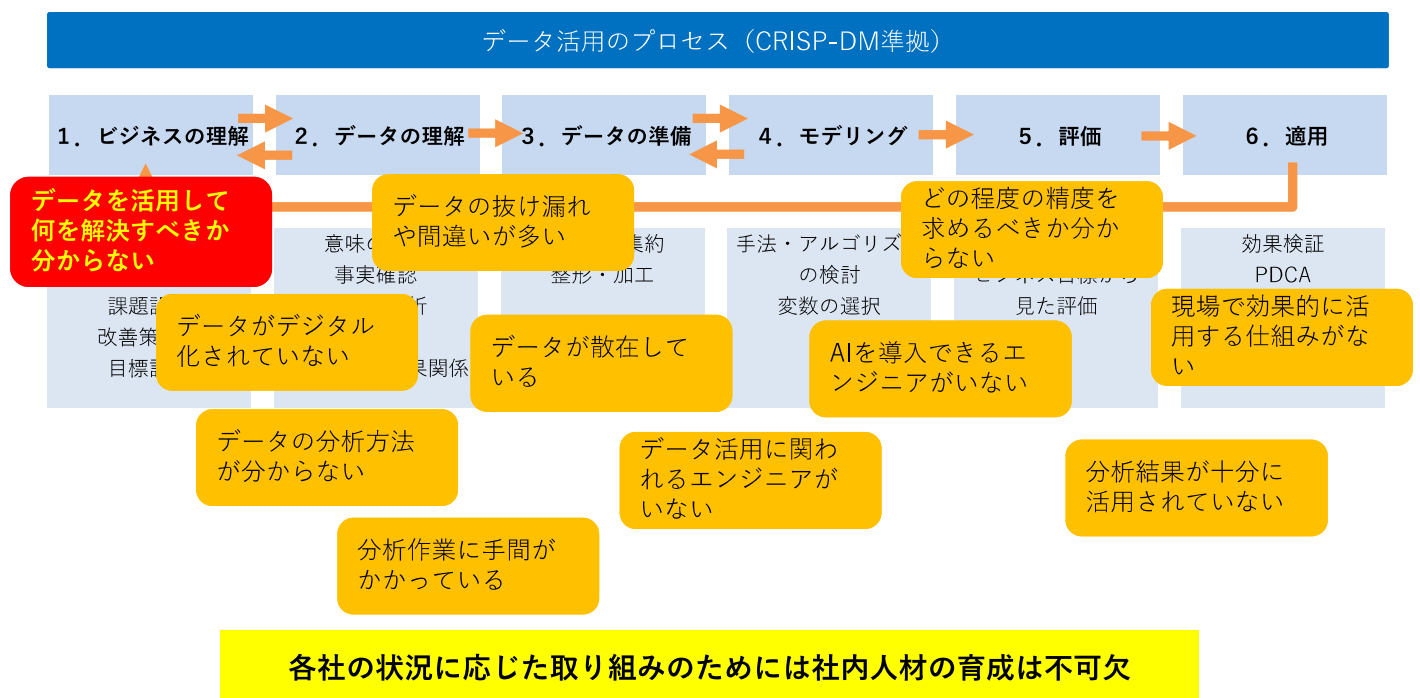 データ活用のプロセス（CRISP-DM準拠）
1．ビジネスの理解
2．データの理解
3．データの準備
4．モデリング
5．評価
6．適用
データを活用して
何を解決すべきか
分からない
データの抜け漏れ
や間違いが多い
どの程度の精度を
求めるべきか分か
らない
課題
改善策
目標
事実確認
集約
整形・加工
手法・アルゴリズ
の検討
変数の選択
見た評価
効果検証
PDCA
データがデジタル
化されていない
果関係
データが散在して
いる
AIを導入できるエ
ンジニアがいない
現場で効果的に活
用する仕組みがな
い
データの分析方法
が分からない
データ活用に関わ
れるエンジニアが
いない
分析結果が十分に
活用されていない
分析作業に手間が
かかっている
各社の状況に応じた取り組みのためには社内人材の育成は不可欠